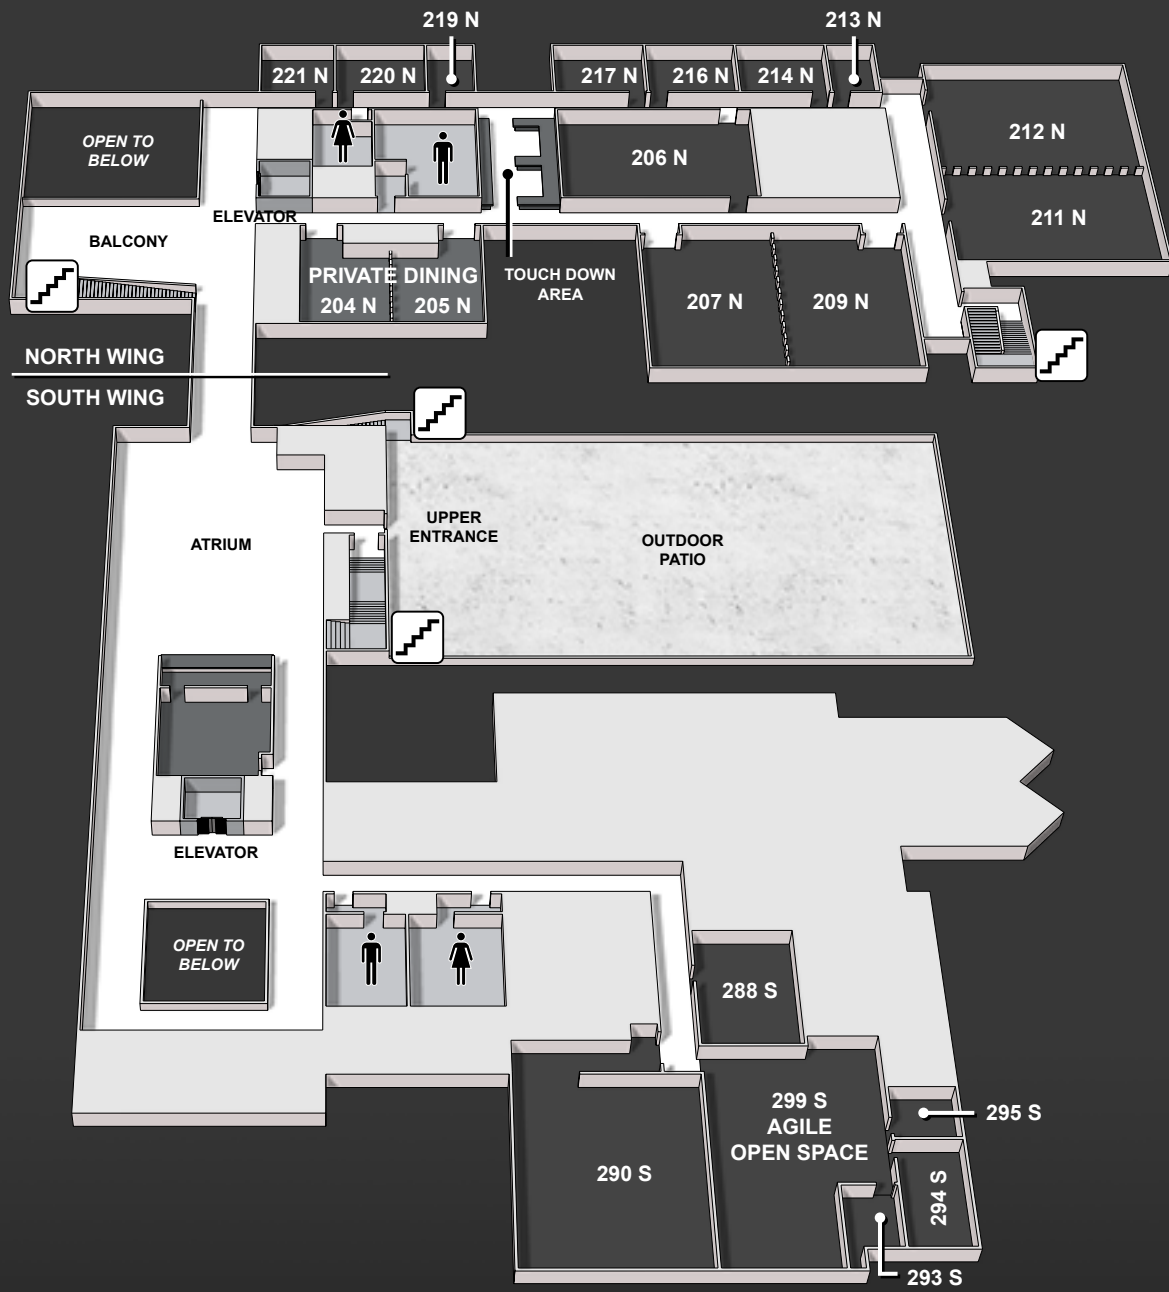 219 N
213 N
221 N
220 N
217 N
216 N
214 N
OPEN TO
BELOW
206 N
212 N
211 N
ELEVATOR
BALCONY
PRIVATE DINING
204 N
205 N
TOUCH DOWN
AREA
207 N
209 N
NORTH WING
SOUTH WING
ATRIUM
UPPER
ENTRANCE
OUTDOOR
PATIO
ELEVATOR
OPEN TO
BELOW
288 S
299 S
AGILE
OPEN SPACE
295 S
290 S
294 S
293 S